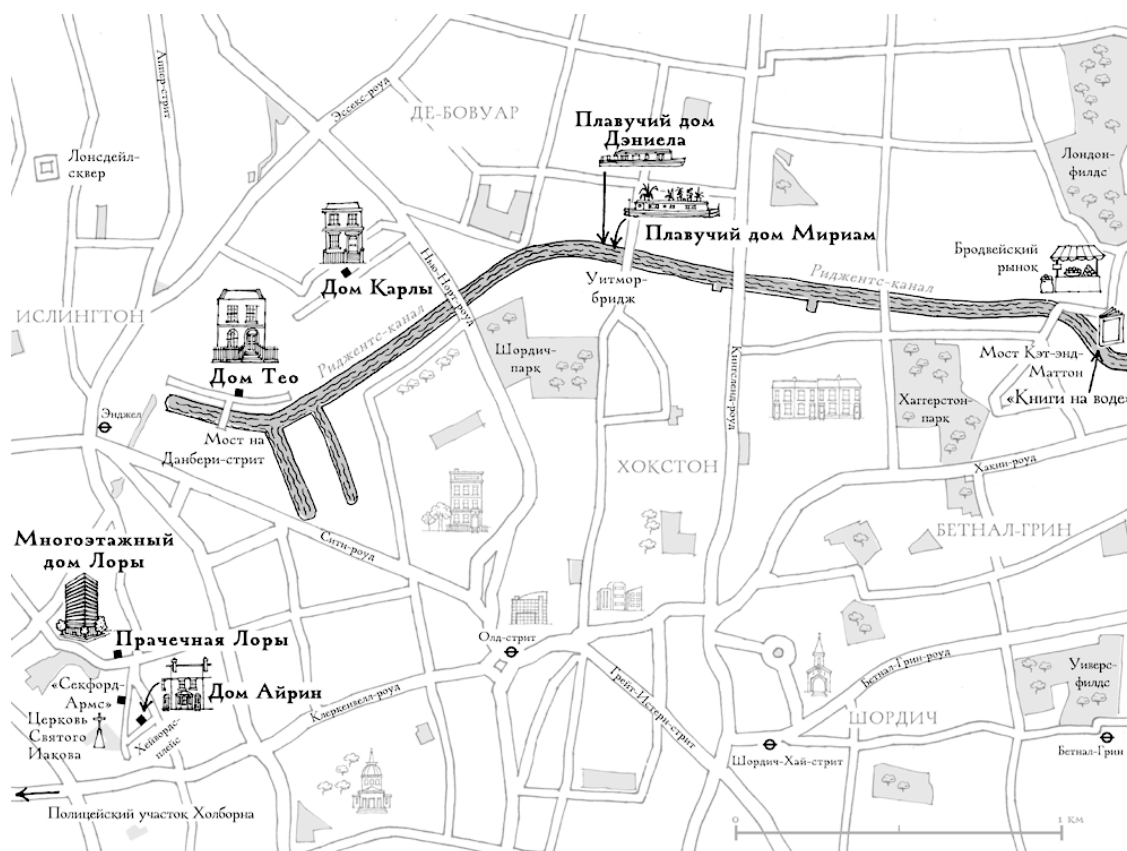 Аппер-стрит
Эссекс-роуд
ДЕ-БОВУАР
Плавучий дом
Дэниела
Лонсдейл-
сквер
Лондон-
филдс
Плавучий дом Мириам
Бродвейский
рынок
Нью-Норт-роуд
Дом Карлы
Уитмор-
бридж
Риджентс-канал
ИСЛИНГТОН
Риджентс-канал
Шордич-
парк
Кингсленд-роуд
Мост Кэт-энд-
Маттон
Дом Тео
Хаггерстон-
парк
«Книги на воде»
Энджел
Мост на
Данбери-стрит
ХОКСТОН
Хакни-роуд
Сити-роуд
БЕТНАЛ-ГРИН
Многоэтажный
дом Лоры
Прачечная Лоры
Олд-стрит
Бетнал-Грин-роуд
«Секфорд-
Армс»
Дом Айрин
Уиверс-
филдс
Церковь
Святого
Иакова
Хейвордс-
плейс
Клеркенвелл-роуд
Грейт-Истерн-стрит
ШОРДИЧ
Шордич-Хай-стрит
Бетнал-Грин
Полицейский участок Холборна
0
1 КМ